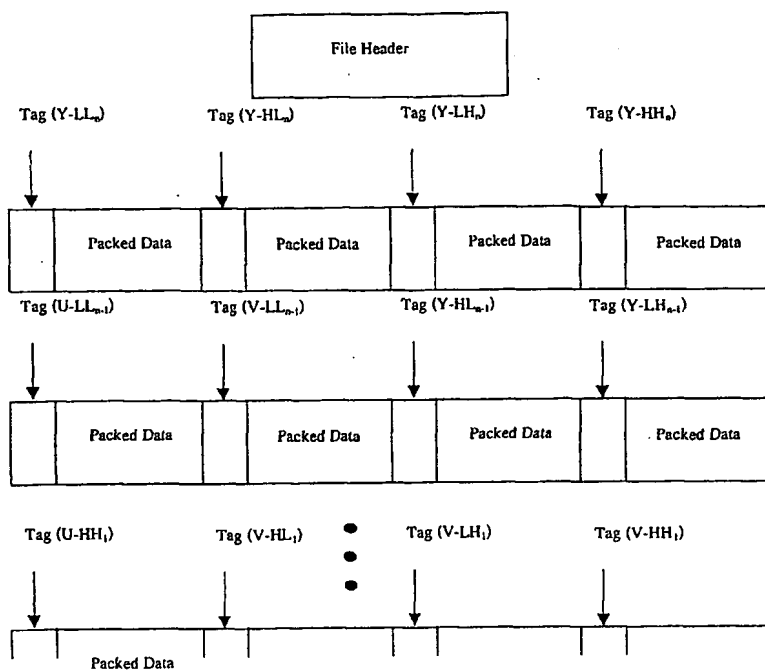 File Header
Tag (Y-LLₙ) Tag (Y-HLₙ) Tag (Y-LHₙ) Tag (Y-HHₙ)
Packed Data Packed Data Packed Data Packed Data
Tag (U-LLₙ₋₁) Tag (V-LLₙ₋₁) Tag (Y-HLₙ₋₁) Tag (Y-LHₙ₋₁)
Packed Data Packed Data Packed Data Packed Data
Tag (U-HH₁) Tag (V-HL₁) Tag (V-LH₁) Tag (V-HH₁)
Packed Data